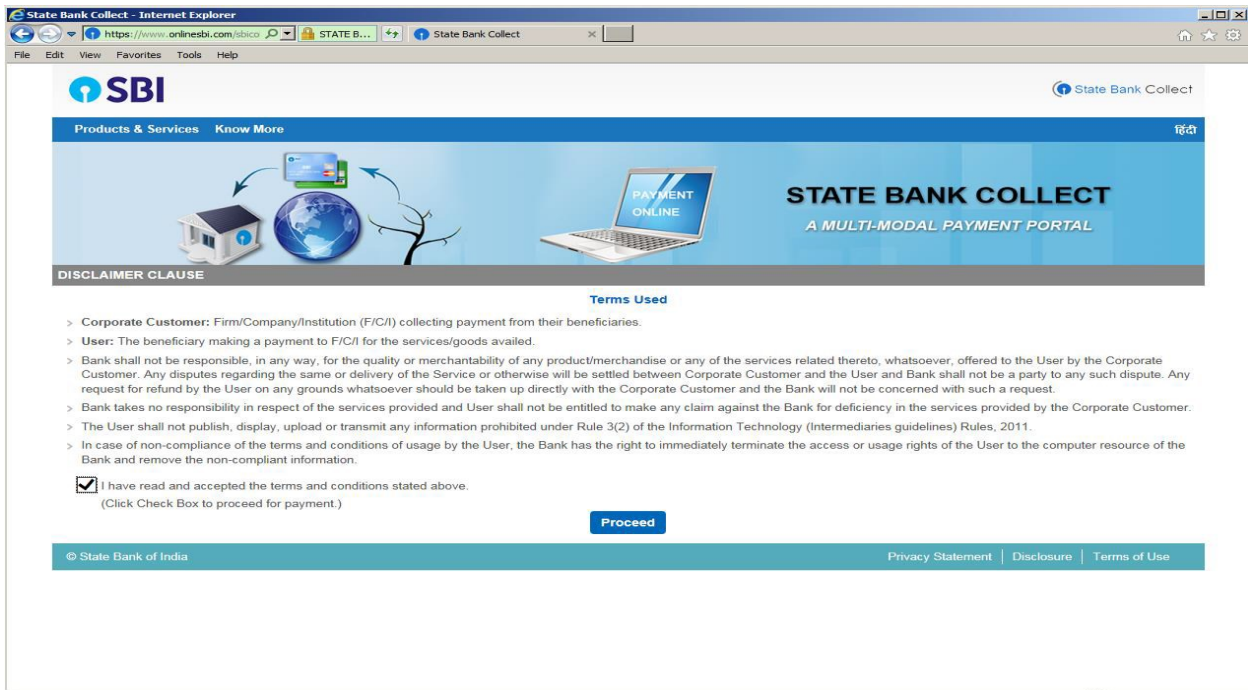 State Bank Collect - Internet Explorer
https://www.onlinesbi.com/sbico STATE B... State Bank Collect
File Edit View Favorites Tools Help
SBI
State Bank Collect
Products & Services Know More हिंदी
PAYMENT
ONLINE
STATE BANK COLLECT
A MULTI-MODAL PAYMENT PORTAL
DISCLAIMER CLAUSE
Terms Used
> Corporate Customer: Firm/Company/Institution (F/C/I) collecting payment from their beneficiaries.
> User: The beneficiary making a payment to F/C/I for the services/goods availed.
> Bank shall not be responsible, in any way, for the quality or merchantability of any product/merchandise or any of the services related thereto, whatsoever, offered to the User by the Corporate
Customer. Any disputes regarding the same or delivery of the Service or otherwise will be settled between Corporate Customer and the User and Bank shall not be a party to any such dispute. Any
request for refund by the User on any grounds whatsoever should be taken up directly with the Corporate Customer and the Bank will not be concerned with such a request.
> Bank takes no responsibility in respect of the services provided and User shall not be entitled to make any claim against the Bank for deficiency in the services provided by the Corporate Customer.
> The User shall not publish, display, upload or transmit any information prohibited under Rule 3(2) of the Information Technology (Intermediaries guidelines) Rules, 2011.
> In case of non-compliance of the terms and conditions of usage by the User, the Bank has the right to immediately terminate the access or usage rights of the User to the computer resource of the
Bank and remove the non-compliant information.
I have read and accepted the terms and conditions stated above.
(Click Check Box to proceed for payment.)
Proceed
© State Bank of India Privacy Statement | Disclosure | Terms of Use